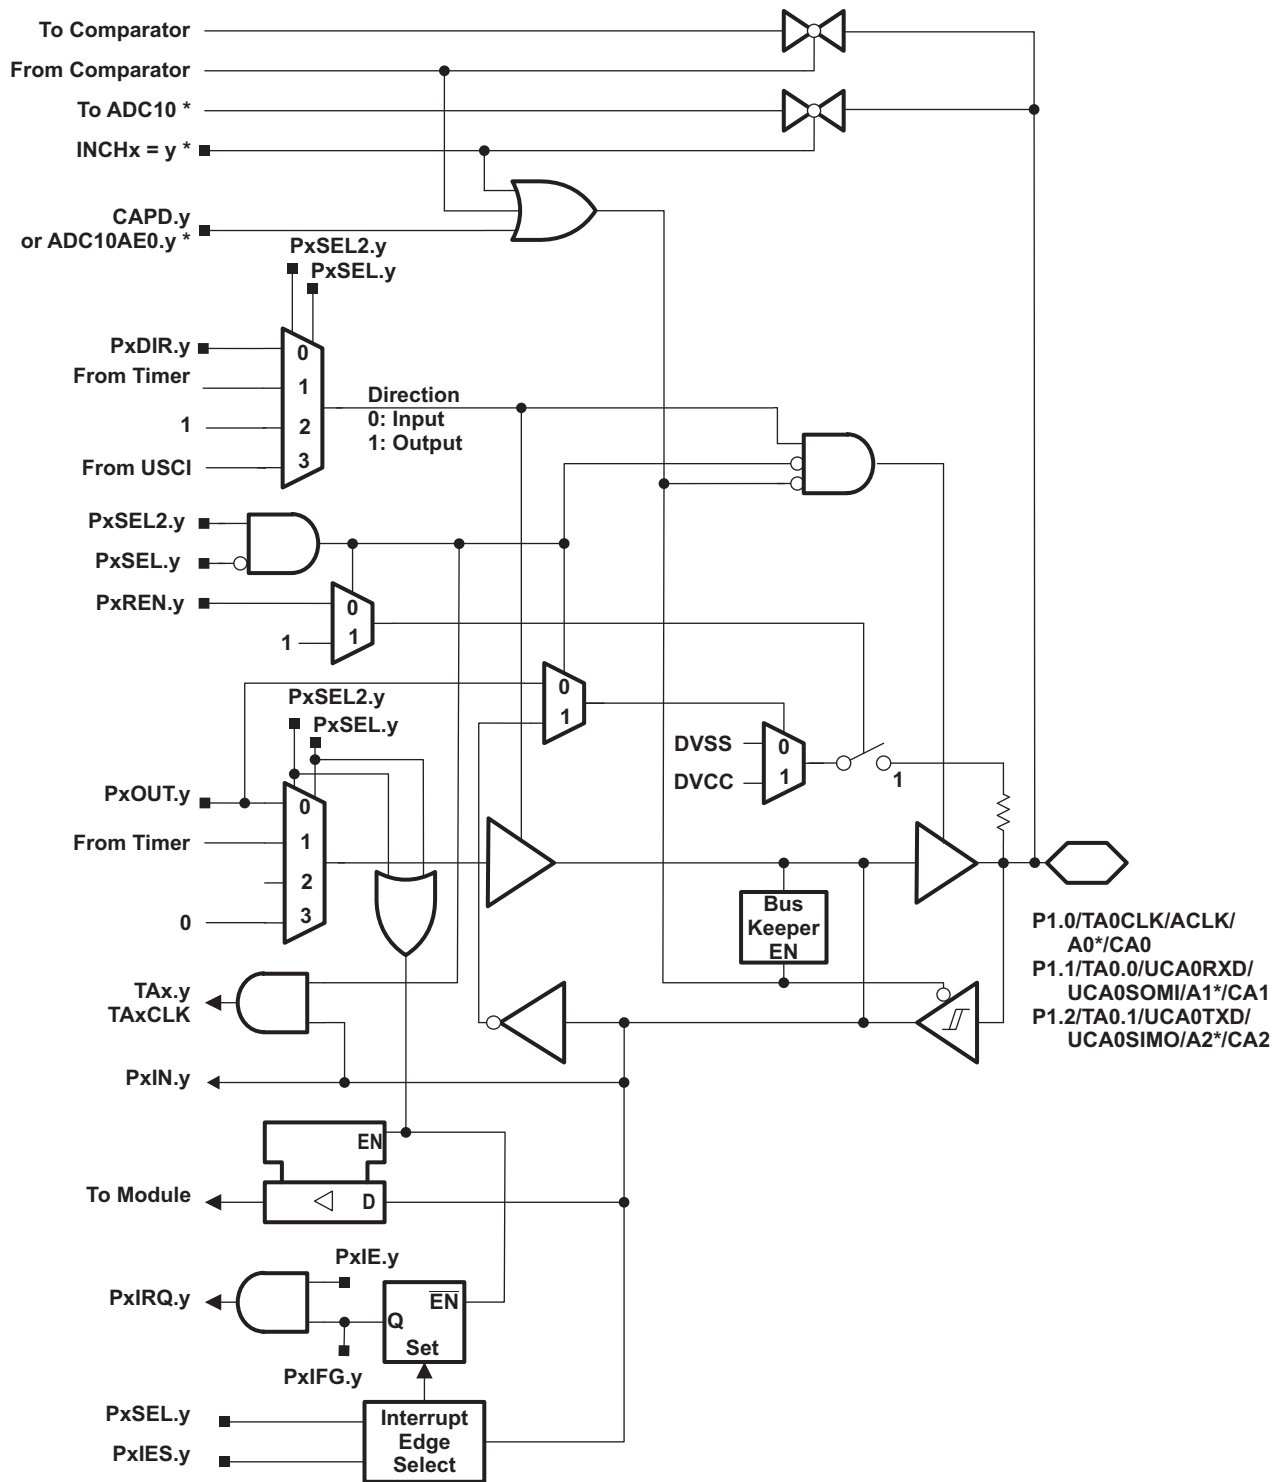 To Comparator
From Comparator
To ADC10 *
INCHx = y *
CAPD.y
or ADC10AE0.y *
PxSEL2.y
PxSEL.y
PxDIR.y
0
From Timer
1
1
2
From USCI
3
Direction
0: Input
1: Output
PxSEL2.y
PxSEL.y
PxREN.y
0
1
1
0
1
PxSEL2.y
PxSEL.y
DVSS
0
DVCC
1
1
PxOUT.y
0
From Timer
1
2
0
3
Bus
Keeper
EN
P1.0/TA0CLK/ACLK/
A0*/CA0
P1.1/TA0.0/UCA0RXD/
UCA0SOMI/A1*/CA1
P1.2/TA0.1/UCA0TXD/
UCA0SIMO/A2*/CA2
TAx.y
TAxCLK
PxIN.y
EN
To Module
D
PxIE.y
PxIRQ.y
EN
Q
Set
PxIFG.y
PxSEL.y
PxIES.y
Interrupt
Edge
Select